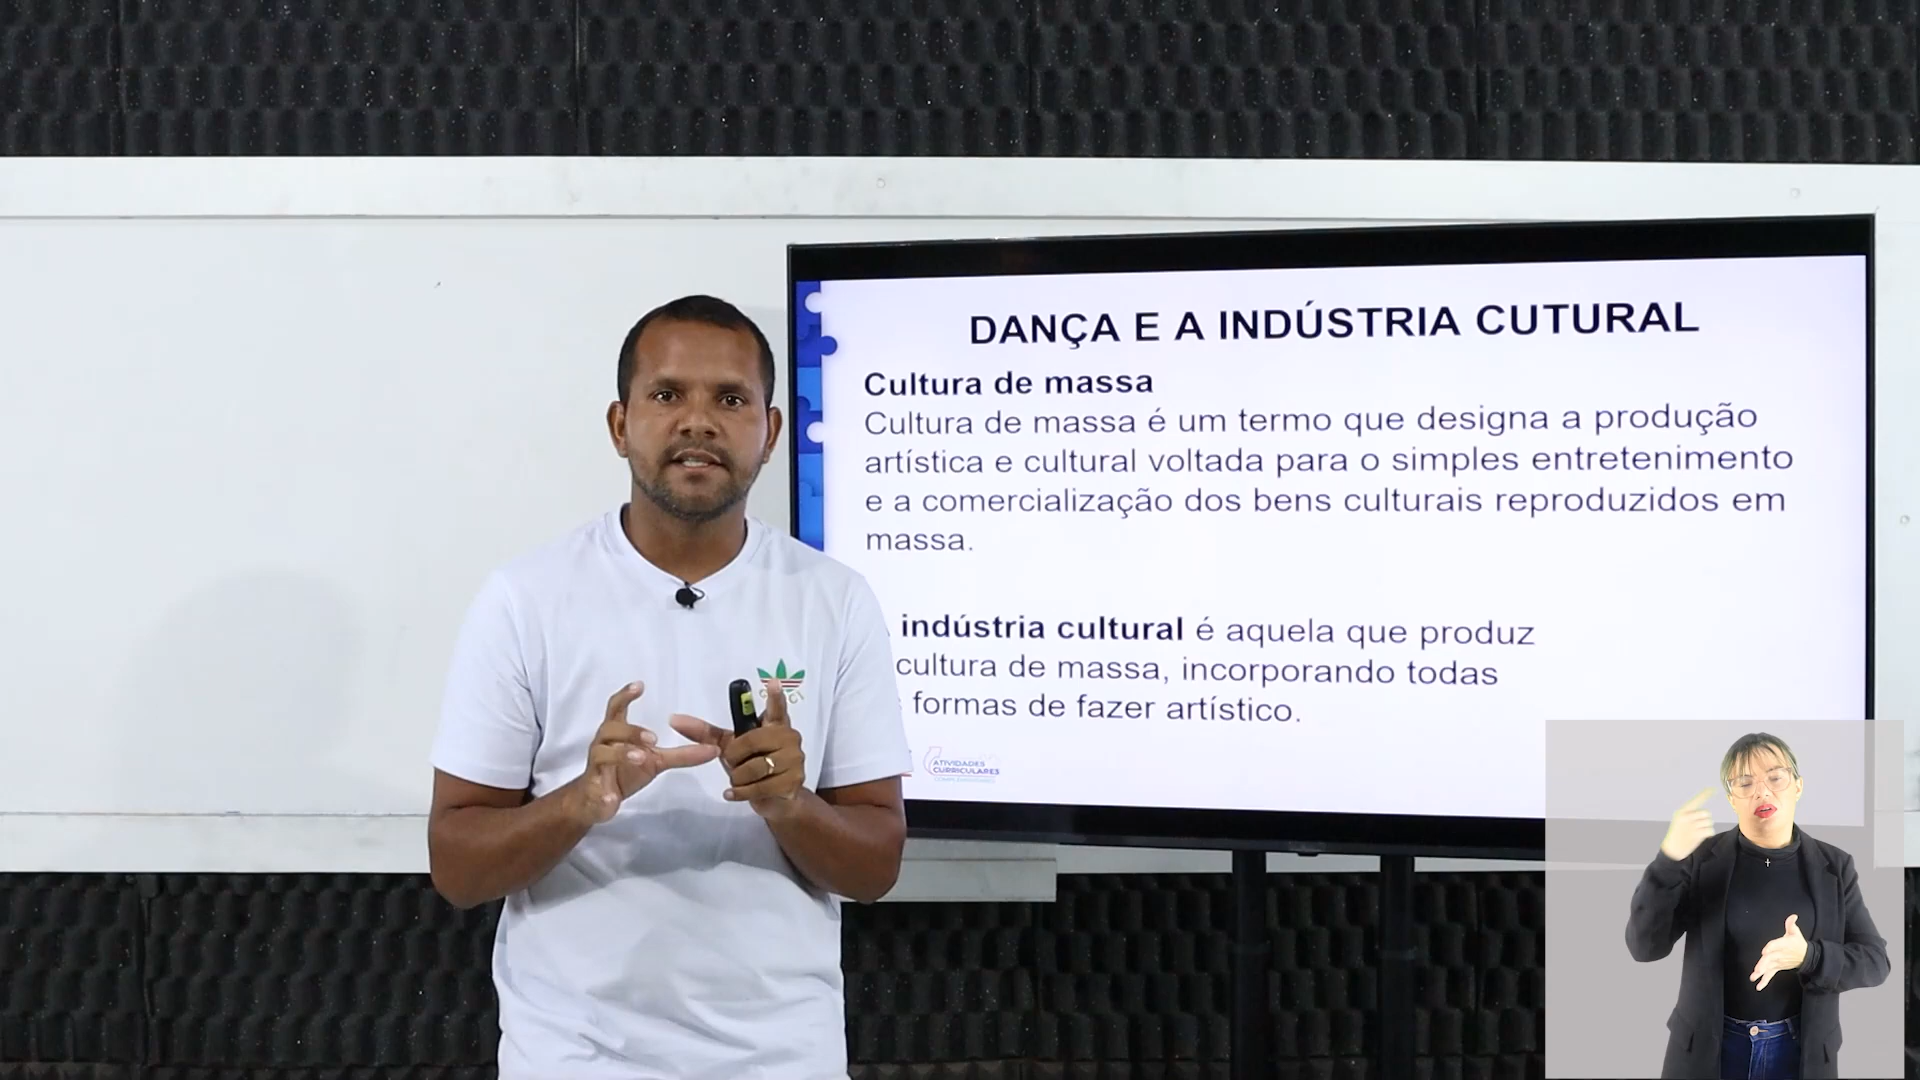 DANÇA E A INDÚSTRIA CUTURAL
Cultura de massa
Cultura de massa é um termo que designa a produção
artística e cultural voltada para o simples entretenimento
e a comercialização dos bens culturais reproduzidos em
massa.
indústria cultural é aquela que produz
cultura de massa, incorporando todas
formas de fazer artístico.
ATIVIDADES
CURRICULARES